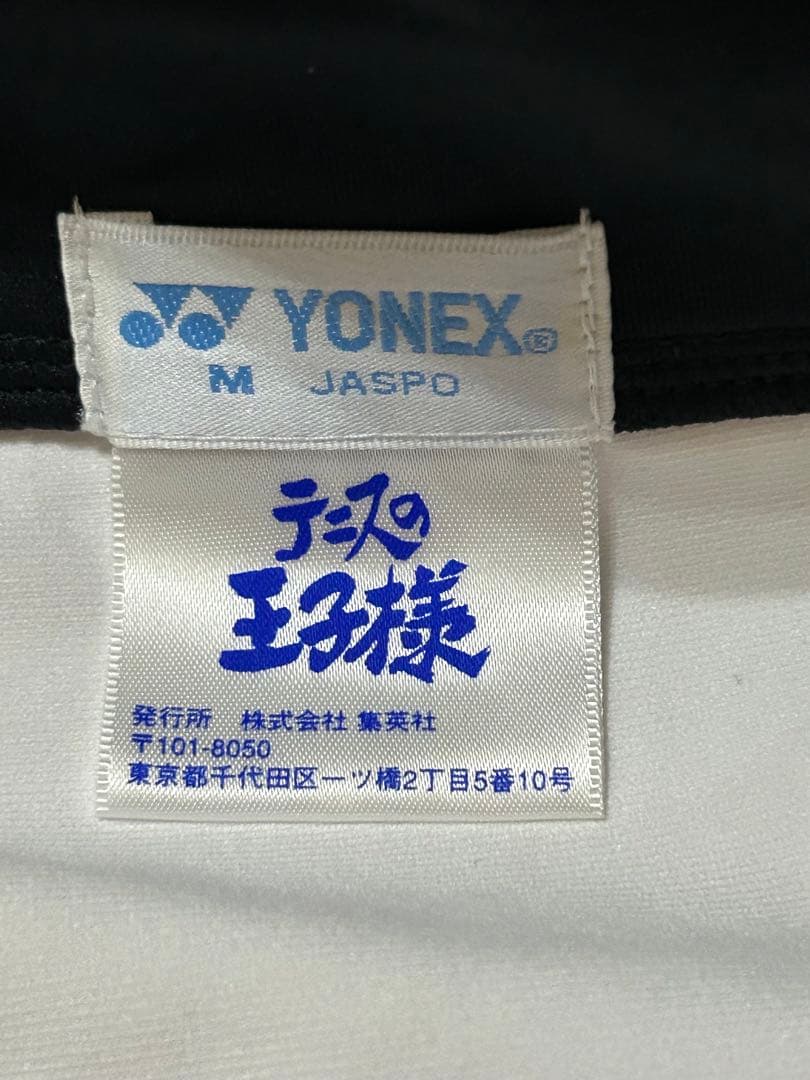 YONEX
M JASPO
テニスの
王子様
発行所 株式会社 集英社
〒101-8050
東京都千代田区一ツ橋2丁目5番10号